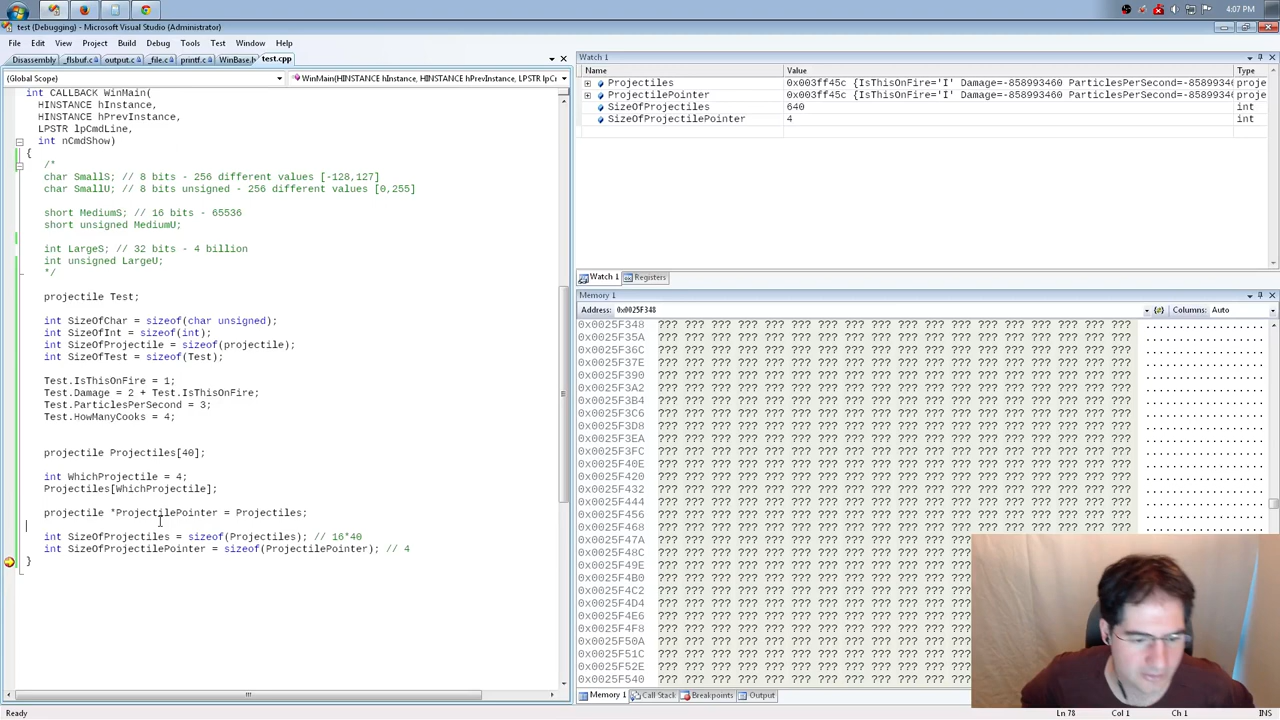 4:07 PM
test (Debugging) - Microsoft Visual Studio (Administrator)
File Edit View Project Build Debug Tools Test Window Help
Disassembly _flsbuf.c output.c _file.c printf.c WinBase.h test.cpp
(Global Scope) WinMain(HINSTANCE hInstance, HINSTANCE hPrevInstance, LPSTR lpC
int CALLBACK WinMain(
HINSTANCE hInstance,
HINSTANCE hPrevInstance,
LPSTR lpCmdLine,
int nCmdShow)
{
/*
char SmallS; // 8 bits - 256 different values [-128,127]
char SmallU; // 8 bits unsigned - 256 different values [0,255]
short MediumS; // 16 bits - 65536
short unsigned MediumU;
int LargeS; // 32 bits - 4 billion
int unsigned LargeU;
*/
projectile Test;
int SizeOfChar = sizeof(char unsigned);
int SizeOfInt = sizeof(int);
int SizeOfProjectile = sizeof(projectile);
int SizeOfTest = sizeof(Test);
Test.IsThisOnFire = 1;
Test.Damage = 2 + Test.IsThisOnFire;
Test.ParticlesPerSecond = 3;
Test.HowManyCooks = 4;
projectile Projectiles[40];
int WhichProjectile = 4;
Projectiles[WhichProjectile];
projectile *ProjectilePointer = Projectiles;
int SizeOfProjectiles = sizeof(Projectiles); // 16*40
int SizeOfProjectilePointer = sizeof(ProjectilePointer); // 4
}
Watch 1
Name Value Type
Projectiles 0x003ff45c {IsThisOnFire='I' Damage=-858993460 ParticlesPerSecond=-85899346 proje
ProjectilePointer 0x003ff45c {IsThisOnFire='I' Damage=-858993460 ParticlesPerSecond=-85899346 proje
SizeOfProjectiles 640 int
SizeOfProjectilePointer 4 int
Watch 1 Registers
Memory 1
Address: 0x0025F348 Columns: Auto
0x0025F348 ??? ??? ??? ??? ??? ??? ??? ??? ??? ??? ??? ??? ??? ??? ??? ??? ??? ??? ..................
0x0025F35A ??? ??? ??? ??? ??? ??? ??? ??? ??? ??? ??? ??? ??? ??? ??? ??? ??? ??? ..................
0x0025F36C ??? ??? ??? ??? ??? ??? ??? ??? ??? ??? ??? ??? ??? ??? ??? ??? ??? ??? ..................
0x0025F37E ??? ??? ??? ??? ??? ??? ??? ??? ??? ??? ??? ??? ??? ??? ??? ??? ??? ??? ..................
0x0025F390 ??? ??? ??? ??? ??? ??? ??? ??? ??? ??? ??? ??? ??? ??? ??? ??? ??? ??? ..................
0x0025F3A2 ??? ??? ??? ??? ??? ??? ??? ??? ??? ??? ??? ??? ??? ??? ??? ??? ??? ??? ..................
0x0025F3B4 ??? ??? ??? ??? ??? ??? ??? ??? ??? ??? ??? ??? ??? ??? ??? ??? ??? ??? ..................
0x0025F3C6 ??? ??? ??? ??? ??? ??? ??? ??? ??? ??? ??? ??? ??? ??? ??? ??? ??? ??? ..................
0x0025F3D8 ??? ??? ??? ??? ??? ??? ??? ??? ??? ??? ??? ??? ??? ??? ??? ??? ??? ??? ..................
0x0025F3EA ??? ??? ??? ??? ??? ??? ??? ??? ??? ??? ??? ??? ??? ??? ??? ??? ??? ??? ..................
0x0025F3FC ??? ??? ??? ??? ??? ??? ??? ??? ??? ??? ??? ??? ??? ??? ??? ??? ??? ??? ..................
0x0025F40E ??? ??? ??? ??? ??? ??? ??? ??? ??? ??? ??? ??? ??? ??? ??? ??? ??? ??? ..................
0x0025F420 ??? ??? ??? ??? ??? ??? ??? ??? ??? ??? ??? ??? ??? ??? ??? ??? ??? ??? ..................
0x0025F432 ??? ??? ??? ??? ??? ??? ??? ??? ??? ??? ??? ??? ??? ??? ??? ??? ??? ??? ..................
0x0025F444 ??? ??? ??? ??? ??? ??? ??? ??? ??? ??? ??? ??? ??? ??? ??? ??? ??? ??? ..................
0x0025F456 ??? ??? ??? ??? ??? ??? ??? ??? ??? ??? ??? ??? ??? ??? ??? ??? ??? ??? ..................
0x0025F468 ??? ??? ??? ??? ??? ??? ??? ??? ??? ??? ??? ??? ??? ??? ??? ??? ??? ??? ..................
0x0025F47A ??? ??? ??? ??? ??? ??? ??? ??? ??? ??? ???
0x0025F48C ??? ??? ??? ??? ??? ??? ??? ??? ??? ??? ???
0x0025F49E ??? ??? ??? ??? ??? ??? ??? ??? ??? ??? ???
0x0025F4B0 ??? ??? ??? ??? ??? ??? ??? ??? ??? ??? ???
0x0025F4C2 ??? ??? ??? ??? ??? ??? ??? ??? ??? ??? ???
0x0025F4D4 ??? ??? ??? ??? ??? ??? ??? ??? ??? ??? ???
0x0025F4E6 ??? ??? ??? ??? ??? ??? ??? ??? ??? ??? ???
0x0025F4F8 ??? ??? ??? ??? ??? ??? ??? ??? ??? ??? ???
0x0025F50A ??? ??? ??? ??? ??? ??? ??? ??? ??? ??? ???
0x0025F51C ??? ??? ??? ??? ??? ??? ??? ??? ??? ??? ???
0x0025F52E ??? ??? ??? ??? ??? ??? ??? ??? ??? ??? ???
0x0025F540 ??? ??? ??? ??? ??? ??? ??? ??? ??? ??? ???
Memory 1 Call Stack Breakpoints Output
Ready Ln 78 Col 1 Ch 1 INS